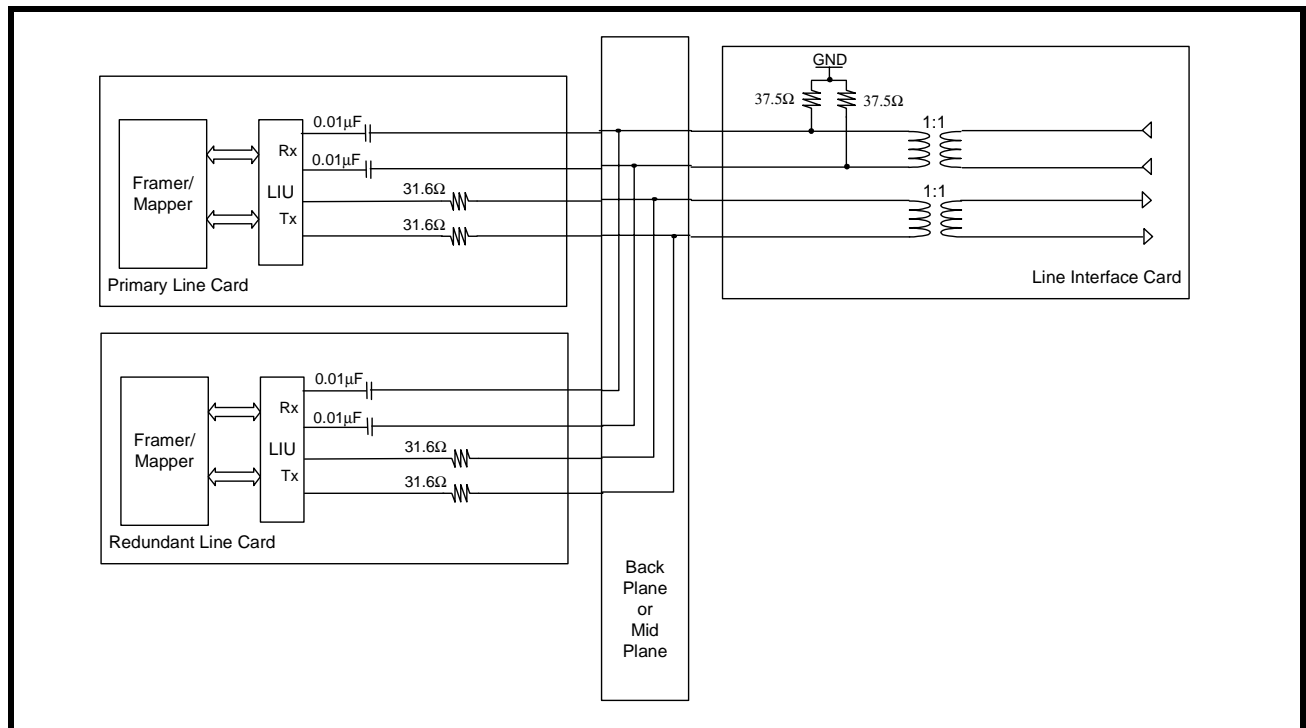 0.01μF
Rx
0.01μF
Framer/
Mapper
LIU
31.6Ω
Tx
31.6Ω
Primary Line Card
0.01μF
Rx
0.01μF
Framer/
Mapper
LIU
31.6Ω
Tx
31.6Ω
Redundant Line Card
Back
Plane
or
Mid
Plane
GND
37.5Ω
37.5Ω
1:1
1:1
Line Interface Card